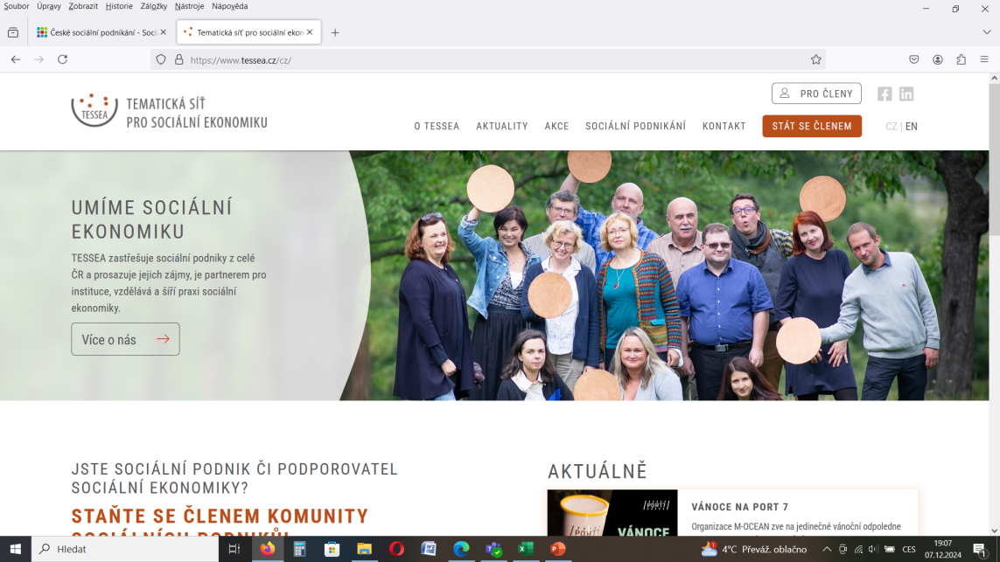 Soubor Úpravy Zobrazit Historie Záložky Nástroje Nápověda
České sociální podnikání - Socia
Tematická síť pro sociální ekon
https://www.tessea.cz/cz/
TESSEA
TEMATICKÁ SÍŤ
PRO SOCIÁLNÍ EKONOMIKU
PRO ČLENY
O TESSEA AKTUALITY AKCE SOCIÁLNÍ PODNIKÁNÍ KONTAKT STÁT SE ČLENEM CZ | EN
UMÍME SOCIÁLNÍ
EKONOMIKU
TESSEA zastřešuje sociální podniky z celé
ČR a prosazuje jejich zájmy, je partnerem pro
instituce, vzdělává a šíří praxi sociální
ekonomiky.
Více o nás
JSTE SOCIÁLNÍ PODNIK ČI PODPOROVATEL
SOCIÁLNÍ EKONOMIKY?
STAŇTE SE ČLENEM KOMUNITY
SOCIÁLNÍCH PODNIKŮ!
AKTUÁLNĚ
VÁNOCE
VÁNOCE NA PORT 7
Organizace M-OCEAN zve na jedinečné vánoční odpoledne
Hledat
4°C Převáž. oblačno
CES
19:07
07.12.2024